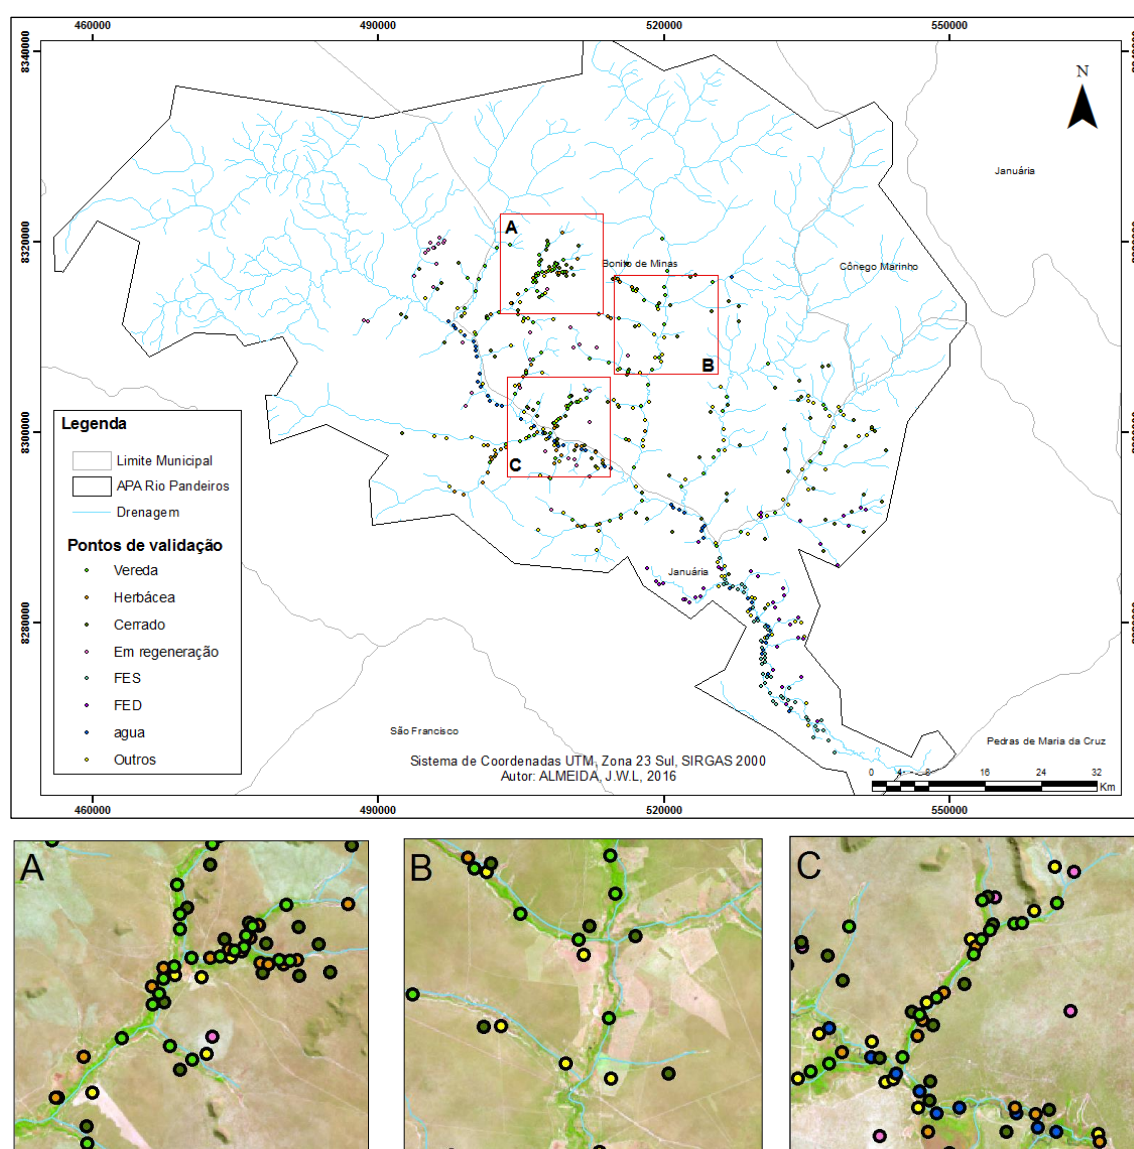 460000 490000 520000 550000
8340000
N
Januária
A
8320000
Bonito de Minas
Cônego Marinho
B
Legenda
8300000
C
Limite Municipal
APA Rio Pandeiros
Drenagem
Pontos de validação
Vereda
Januária
Herbácea
Cerrado
8280000
Em regeneração
FES
FED
agua
São Francisco
Pedras de Maria da Cruz
Outros
Sistema de Coordenadas UTM, Zona 23 Sul, SIRGAS 2000
Autor: ALMEIDA, J.W.L, 2016
0 4 8 16 24 32
Km
460000 490000 520000 550000
A B C